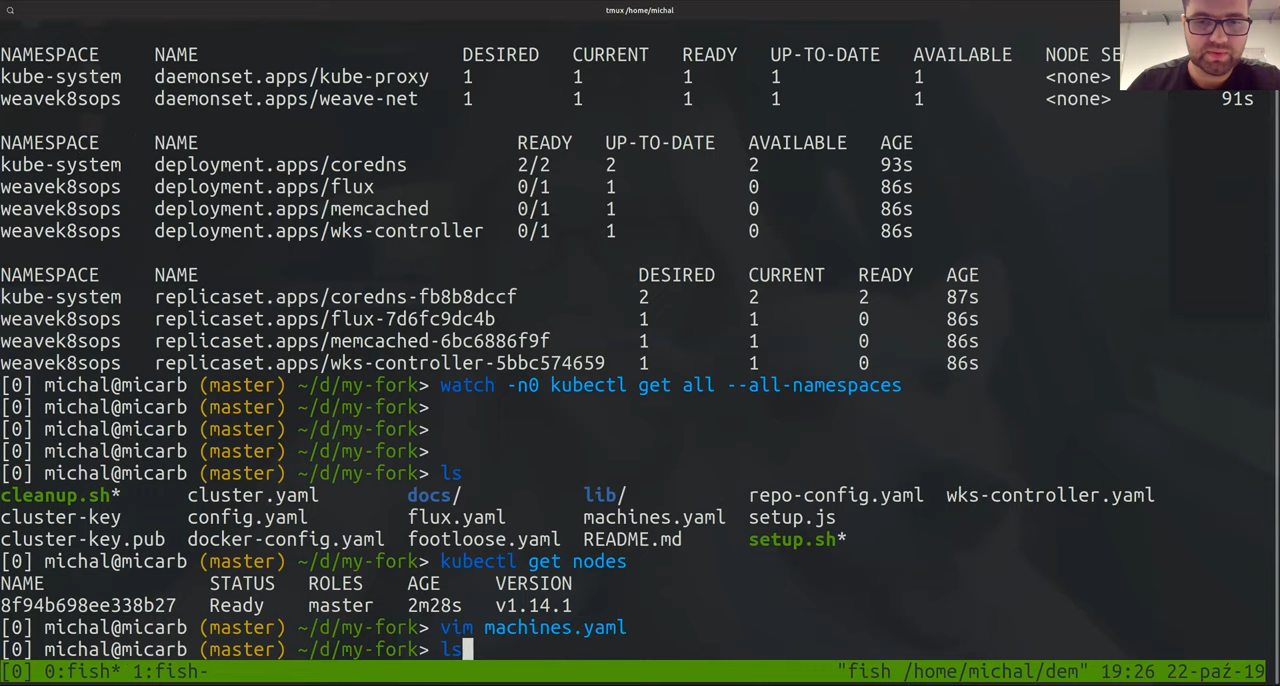 tmux /home/michal
NAMESPACE NAME DESIRED CURRENT READY UP-TO-DATE AVAILABLE NODE SE
kube-system daemonset.apps/kube-proxy 1 1 1 1 1 <none>
weavek8sops daemonset.apps/weave-net 1 1 1 1 1 <none> 91s
NAMESPACE NAME READY UP-TO-DATE AVAILABLE AGE
kube-system deployment.apps/coredns 2/2 2 2 93s
weavek8sops deployment.apps/flux 0/1 1 0 86s
weavek8sops deployment.apps/memcached 0/1 1 0 86s
weavek8sops deployment.apps/wks-controller 0/1 1 0 86s
NAMESPACE NAME DESIRED CURRENT READY AGE
kube-system replicaset.apps/coredns-fb8b8dccf 2 2 2 87s
weavek8sops replicaset.apps/flux-7d6fc9dc4b 1 1 0 86s
weavek8sops replicaset.apps/memcached-6bc6886f9f 1 1 0 86s
weavek8sops replicaset.apps/wks-controller-5bbc574659 1 1 0 86s
[0] michal@micarb (master) ~/d/my-fork> watch -n0 kubectl get all --all-namespaces
[0] michal@micarb (master) ~/d/my-fork>
[0] michal@micarb (master) ~/d/my-fork>
[0] michal@micarb (master) ~/d/my-fork>
[0] michal@micarb (master) ~/d/my-fork> ls
cleanup.sh* cluster.yaml docs/ lib/ repo-config.yaml wks-controller.yaml
cluster-key config.yaml flux.yaml machines.yaml setup.js
cluster-key.pub docker-config.yaml footloose.yaml README.md setup.sh*
[0] michal@micarb (master) ~/d/my-fork> kubectl get nodes
NAME STATUS ROLES AGE VERSION
8f94b698ee338b27 Ready master 2m28s v1.14.1
[0] michal@micarb (master) ~/d/my-fork> vim machines.yaml
[0] michal@micarb (master) ~/d/my-fork> ls
[0] 0:fish* 1:fish- "fish /home/michal/dem" 19:26 22-paź-19